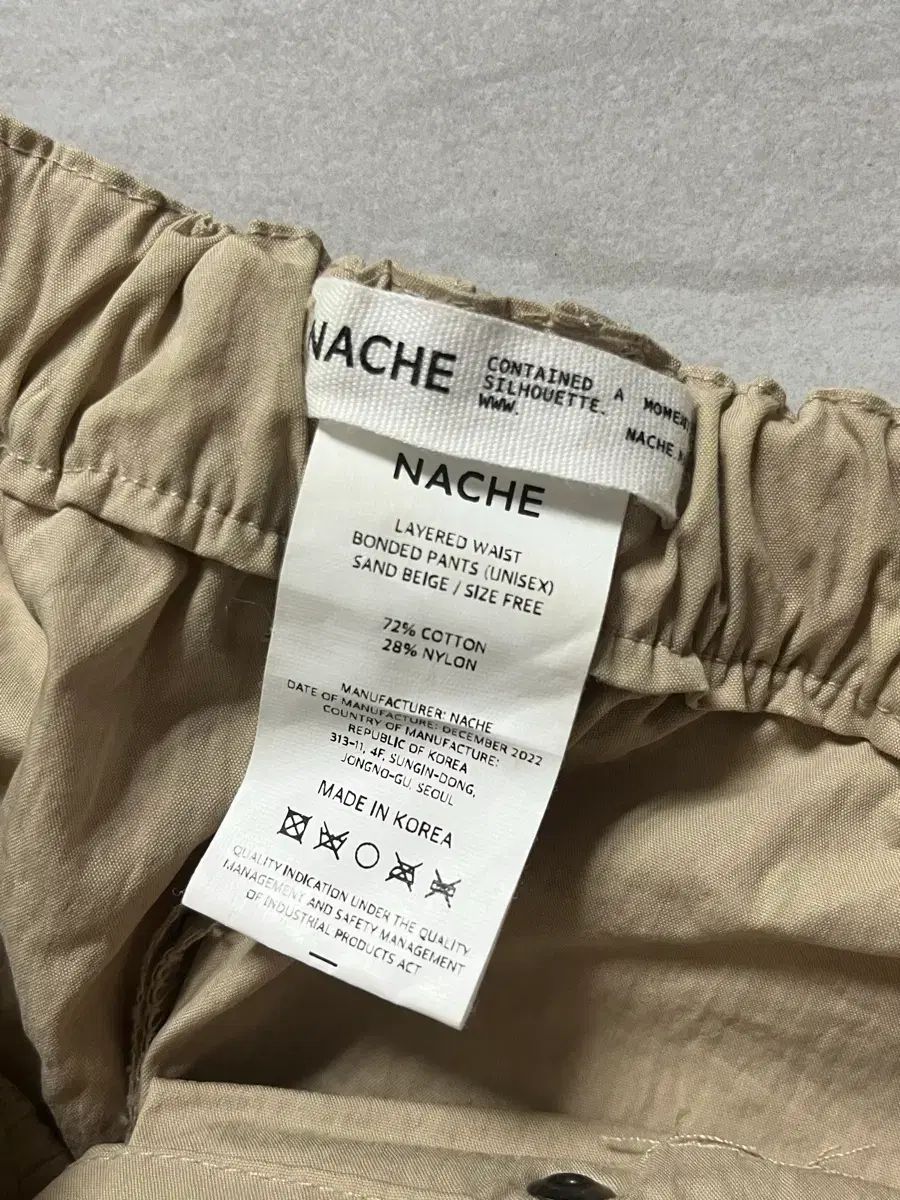 NACHE
CONTAINED
SILHOUETTE.
WWW.
A
NACHE
LAYERED WAIST
BONDED PANTS (UNISEX)
SAND BEIGE / SIZE FREE
72% COTTON
28% NYLON
MANUFACTURER: NACHE
DATE OF MANUFACTURE: DECEMBER 2022
COUNTRY OF MANUFACTURE:
REPUBLIC OF KOREA
313-11, 4F, SUNGIN-DONG,
JONGNO-GU, SEOUL
MADE IN KOREA
QUALITY INDICATION UNDER THE QUALITY
MANAGEMENT AND SAFETY MANAGEMENT
OF INDUSTRIAL PRODUCTS ACT